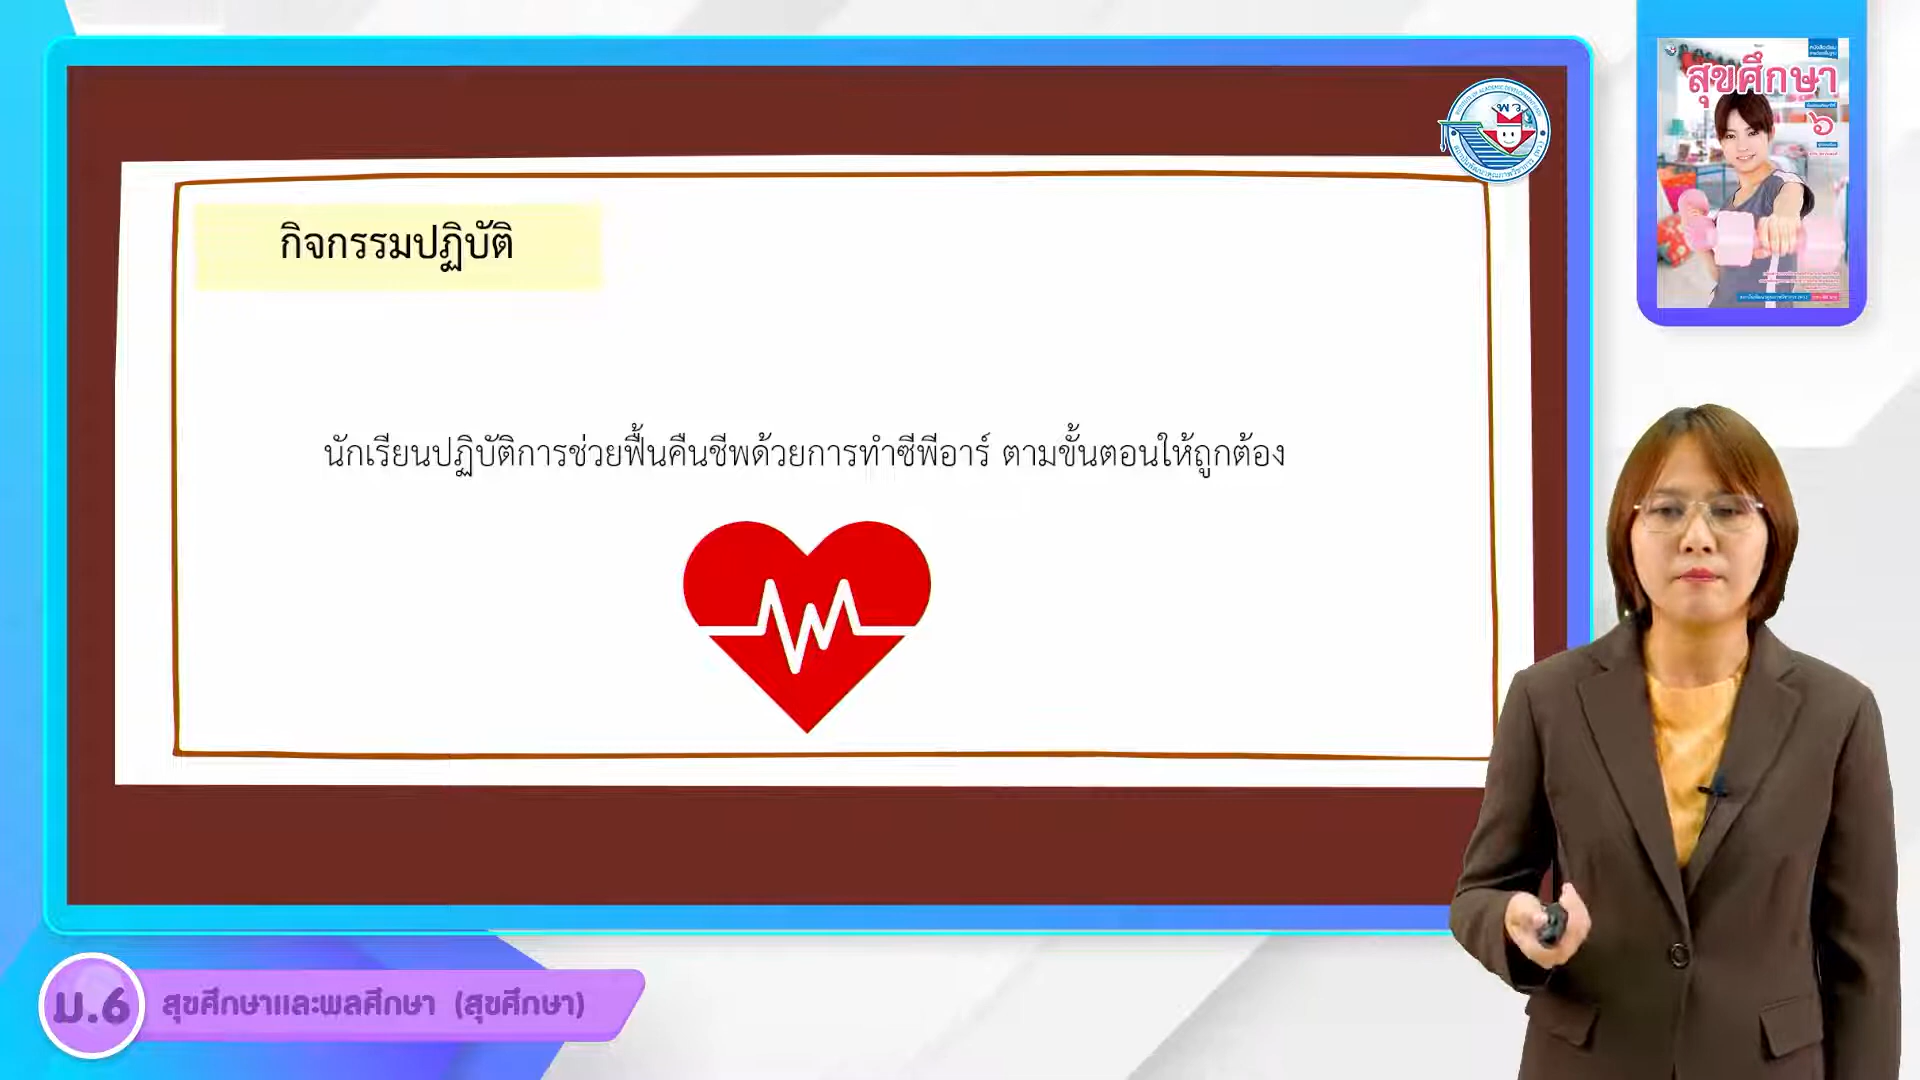 กิจกรรมปฏิบัติ
นักเรียนปฏิบัติการช่วยฟื้นคืนชีพด้วยการทำซีพีอาร์ ตามขั้นตอนให้ถูกต้อง
พว.
สุขศึกษา
๖
ม.6
สุขศึกษาและพลศึกษา (สุขศึกษา)